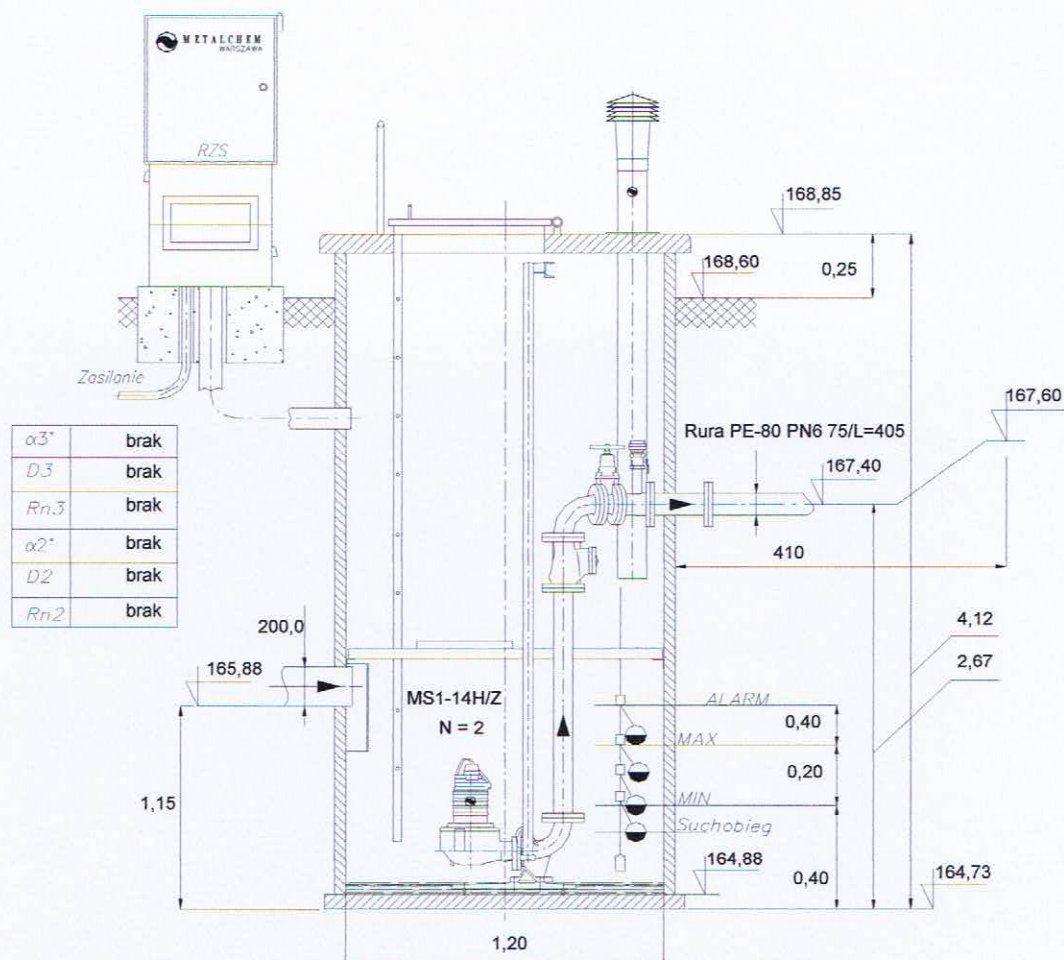 METALCHEM
WARSZAWA
RZS
168,85
168,60
0,25
Zasilanie
167,60
Rura PE-80 PN6 75/L=405
167,40
α3° brak
D3 brak
Rn3 brak
α2° brak
D2 brak
Rn2 brak
410
200,0
165,88
4,12
2,67
MS1-14H/Z
N = 2
ALARM
0,40
MAX
0,20
1,15
MIN
Suchobieg
164,88
0,40
164,73
1,20